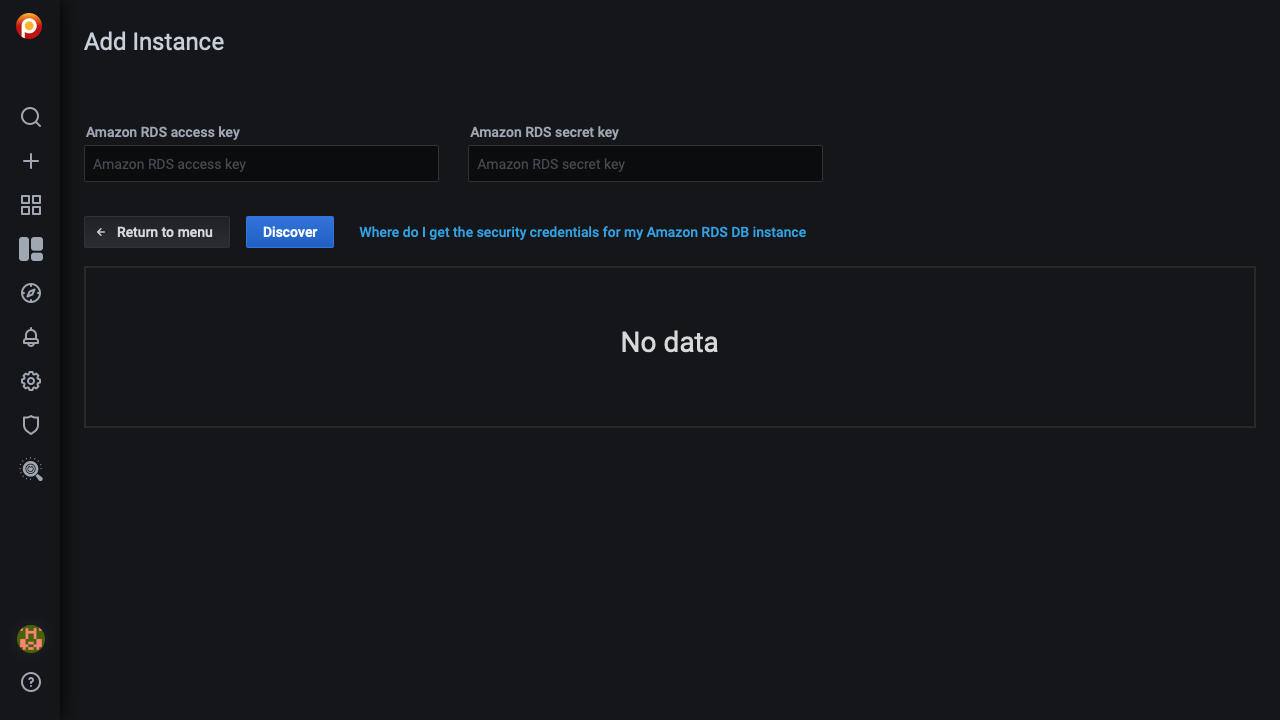 Add Instance
Amazon RDS access key
Amazon RDS secret key
Amazon RDS access key
Amazon RDS secret key
Return to menu
Discover
Where do I get the security credentials for my Amazon RDS DB instance
No data